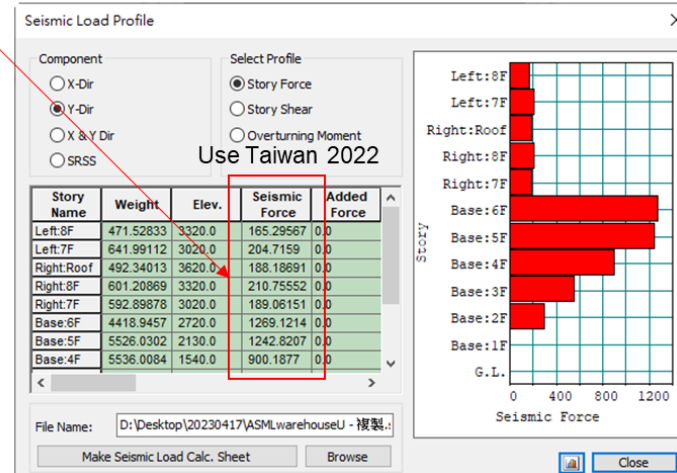 Seismic Load Profile
Component
X-Dir
Y-Dir
X & Y Dir
SRSS
Select Profile
Story Force
Story Shear
Overturning Moment
Use Taiwan 2022
Story Name Weight Elev. Seismic Force Added Force
Left:8F 471.52833 3320.0 165.29567 0.0
Left:7F 641.99112 3020.0 204.7159 0.0
Right:Roof 492.34013 3620.0 188.18691 0.0
Right:8F 601.20869 3320.0 210.75552 0.0
Right:7F 592.89878 3020.0 189.06151 0.0
Base:6F 4418.9457 2720.0 1269.1214 0.0
Base:5F 5526.0302 2130.0 1242.8207 0.0
Base:4F 5536.0084 1540.0 900.1877 0.0
File Name: D:\Desktop\20230417\ASMLwarehouseU - 複製.
Make Seismic Load Calc. Sheet
Browse
Story
Left:8F
Left:7F
Right:Roof
Right:8F
Right:7F
Base:6F
Base:5F
Base:4F
Base:3F
Base:2F
Base:1F
G.L.
0 400 800 1200
Seismic Force
Close